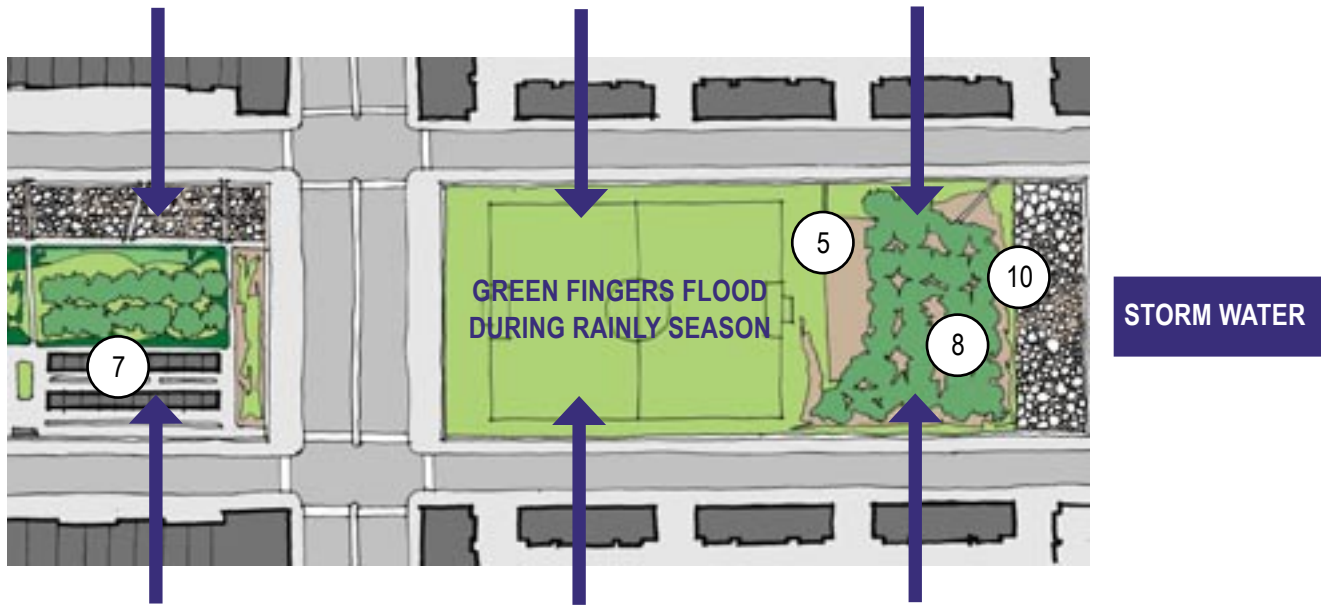 5
10
GREEN FINGERS FLOOD
DURING RAINLY SEASON
STORM WATER
8
7